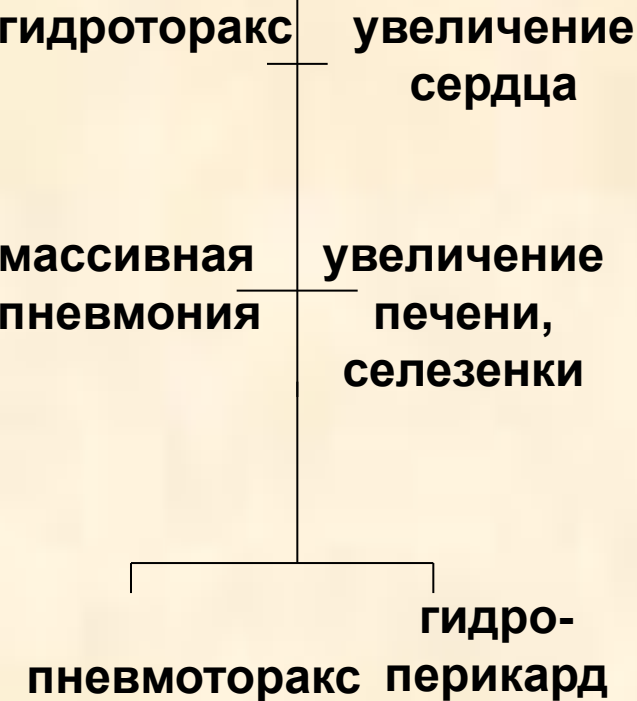 гидроторакс
увеличение
сердца
массивная
пневмония
увеличение
печени,
селезенки
пневмоторакс
гидро-
перикард